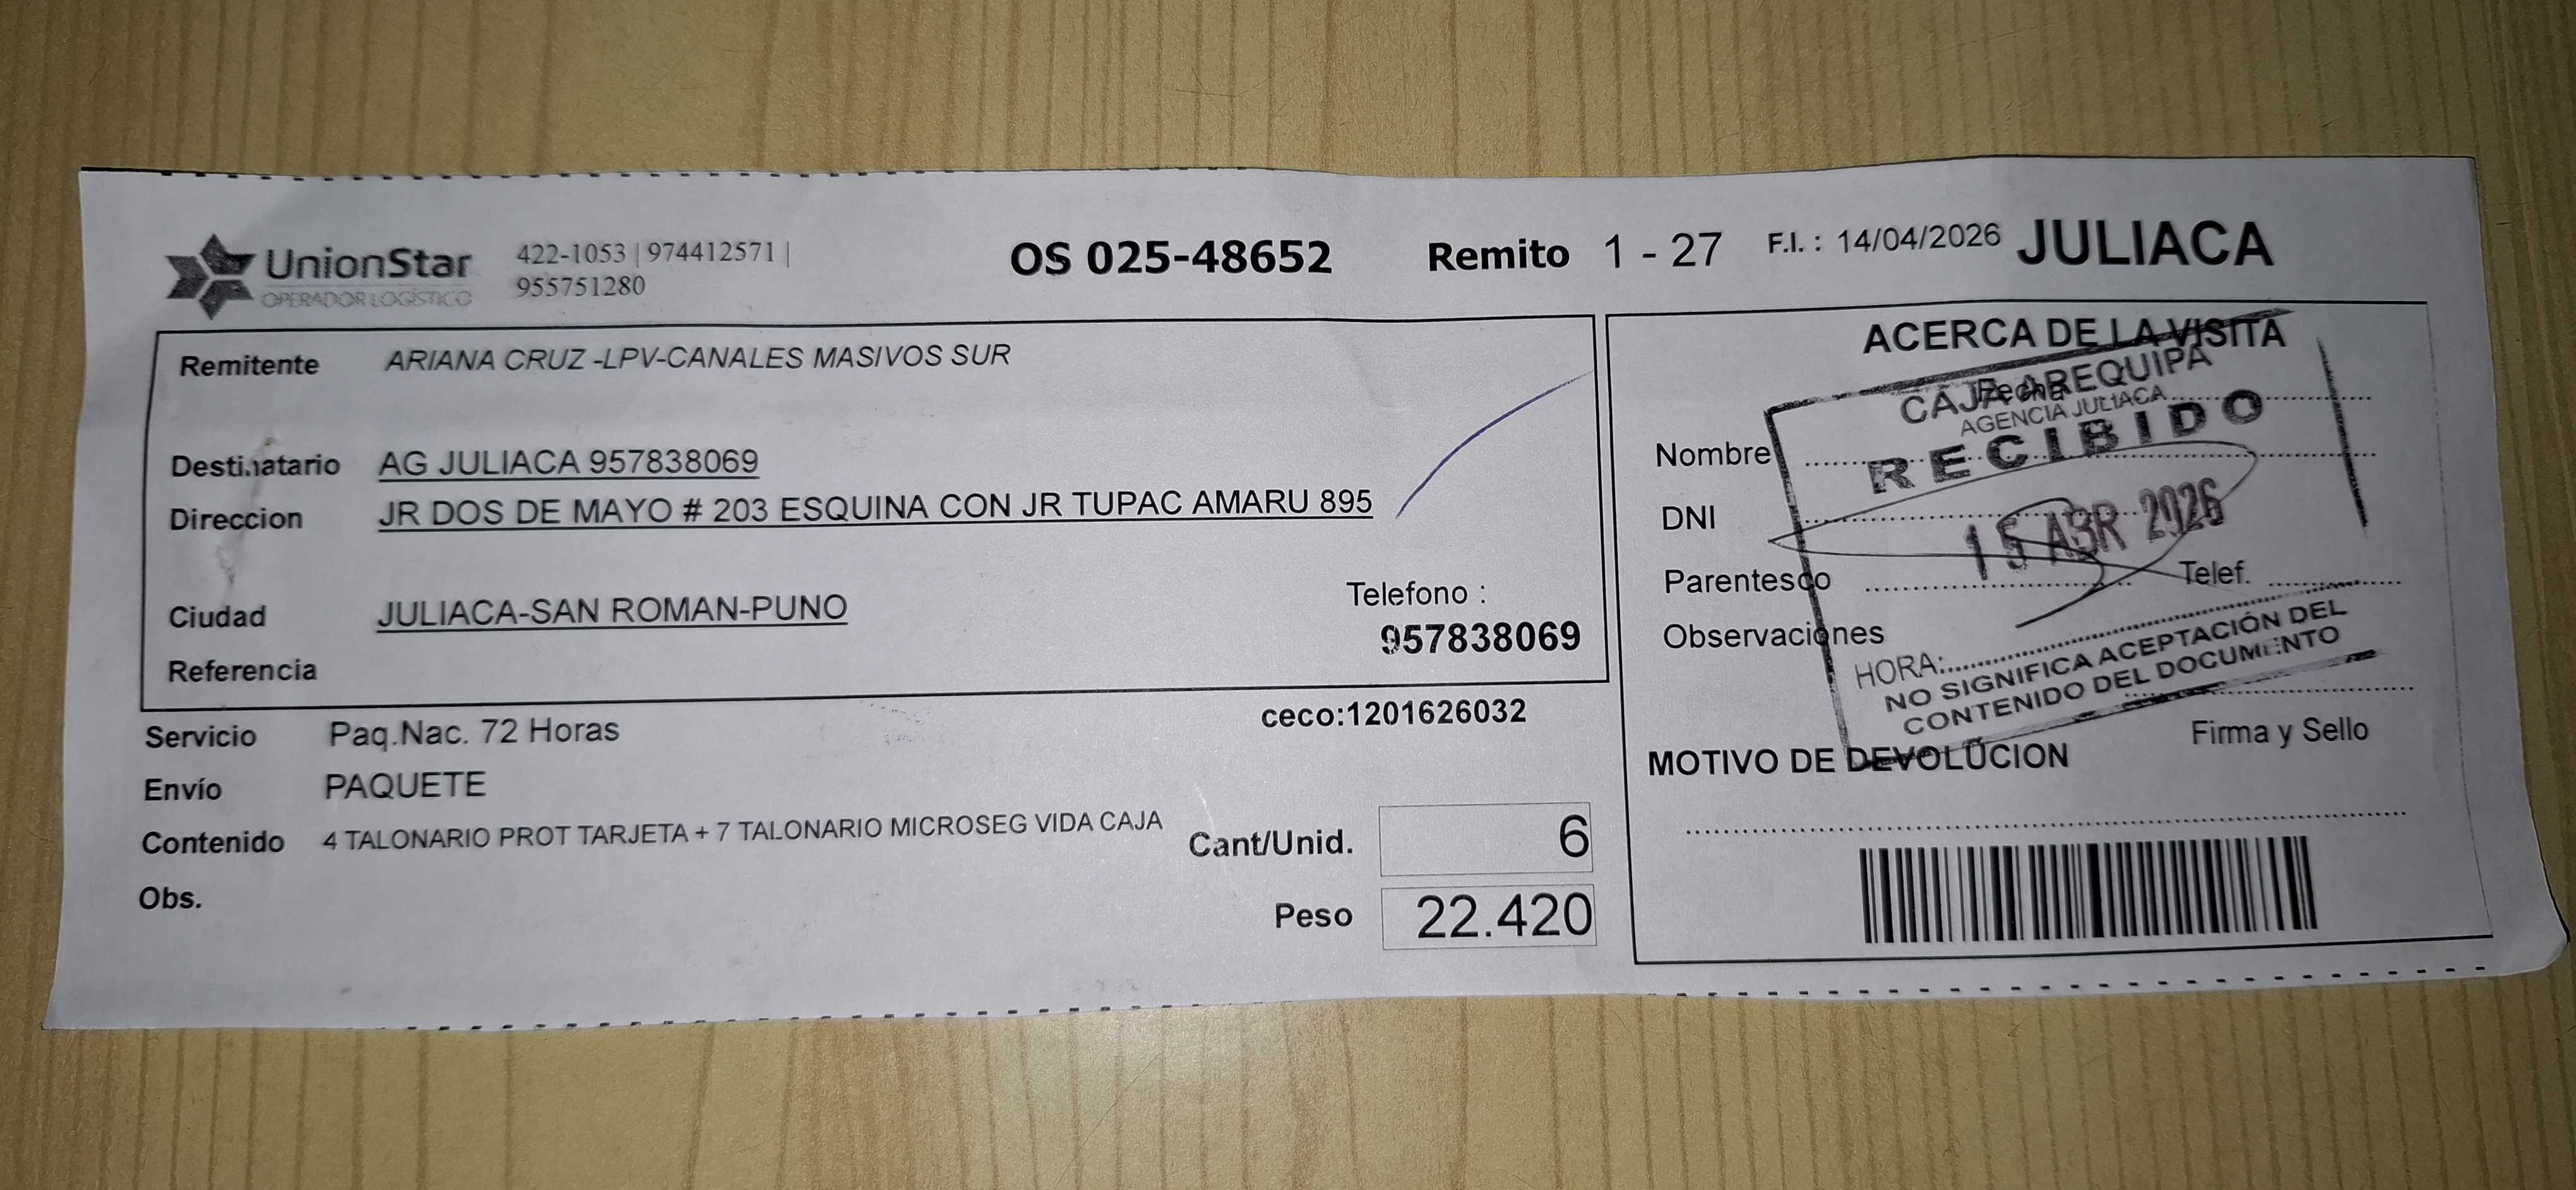 UnionStar
OPERADOR LOGÍSTICO
422-1053 | 974412571 |
955751280
OS 025-48652
Remito 1 - 27
F.I. : 14/04/2026
JULIACA
Remitente ARIANA CRUZ -LPV-CANALES MASIVOS SUR
Destinatario AG JULIACA 957838069
Direccion JR DOS DE MAYO # 203 ESQUINA CON JR TUPAC AMARU 895
Ciudad JULIACA-SAN ROMAN-PUNO
Telefono :
957838069
Referencia
ceco:1201626032
Servicio Paq.Nac. 72 Horas
Envío PAQUETE
Contenido 4 TALONARIO PROT TARJETA + 7 TALONARIO MICROSEG VIDA CAJA
Cant/Unid. 6
Obs.
Peso 22.420
ACERCA DE LA VISITA
Fecha
Nombre
DNI
Parentesco Telef.
Observaciones
Firma y Sello
MOTIVO DE DEVOLUCION
CAJA AREQUIPA
AGENCIA JULIACA
RECIBIDO
ABR 2026
HORA:
NO SIGNIFICA ACEPTACIÓN DEL
CONTENIDO DEL DOCUMENTO